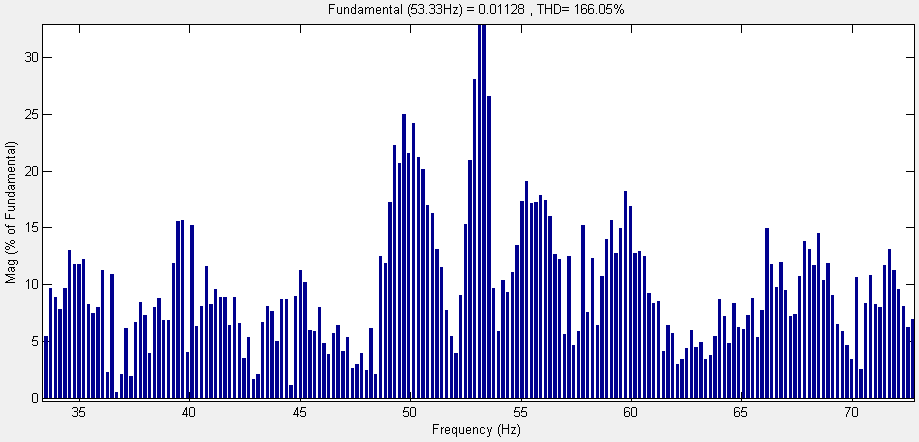 Fundamental (53.33Hz) = 0.01128 , THD= 166.05%
Mag (% of Fundamental)
30
25
20
15
10
5
0
35 40 45 50 55 60 65 70
Frequency (Hz)